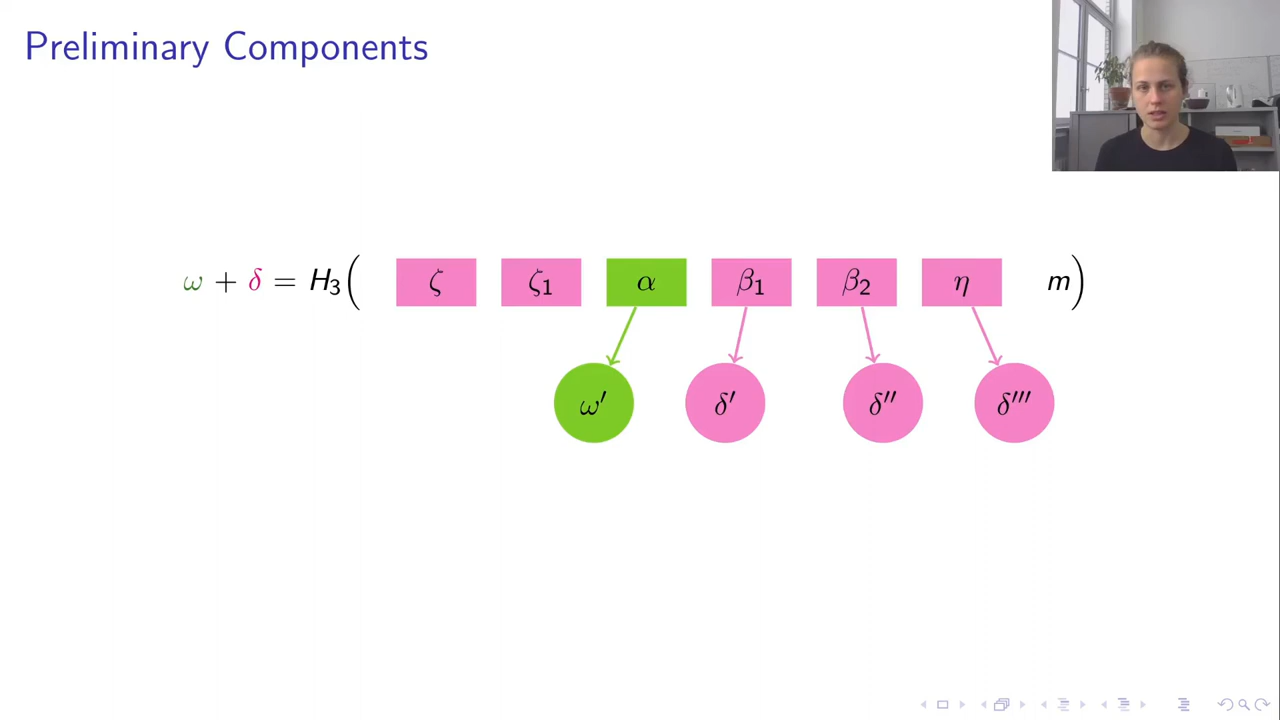 Preliminary Components
ω + δ = H₃( ζ ζ₁ α β₁ β₂ η m)
ω′ δ′ δ′′ δ′′′